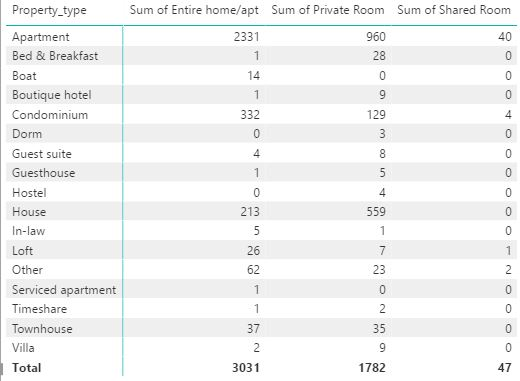 Property_type Sum of Entire home/apt Sum of Private Room Sum of Shared Room
Apartment 2331 960 40
Bed & Breakfast 1 28 0
Boat 14 0 0
Boutique hotel 1 9 0
Condominium 332 129 4
Dorm 0 3 0
Guest suite 4 8 0
Guesthouse 1 5 0
Hostel 0 4 0
House 213 559 0
In-law 5 1 0
Loft 26 7 1
Other 62 23 2
Serviced apartment 1 0 0
Timeshare 1 2 0
Townhouse 37 35 0
Villa 2 9 0
Total 3031 1782 47